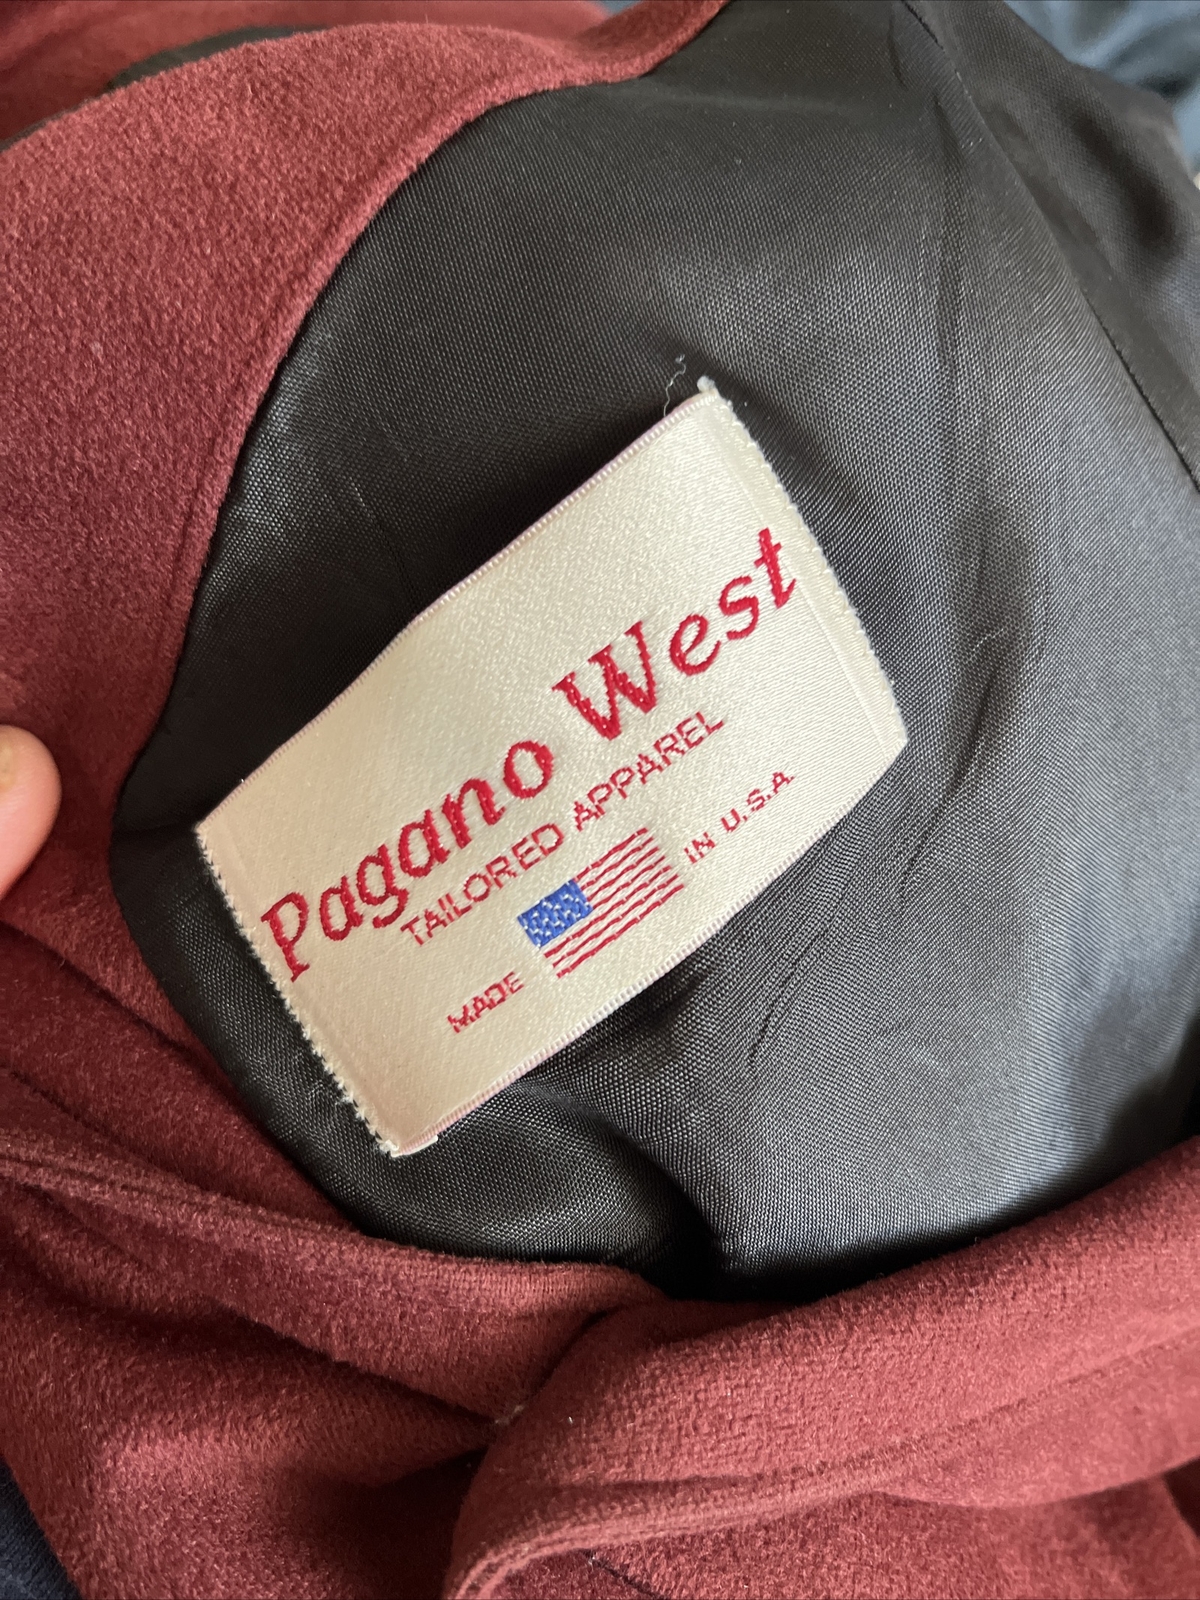 Pagano West
TAILORED APPAREL
MADE IN U.S.A.